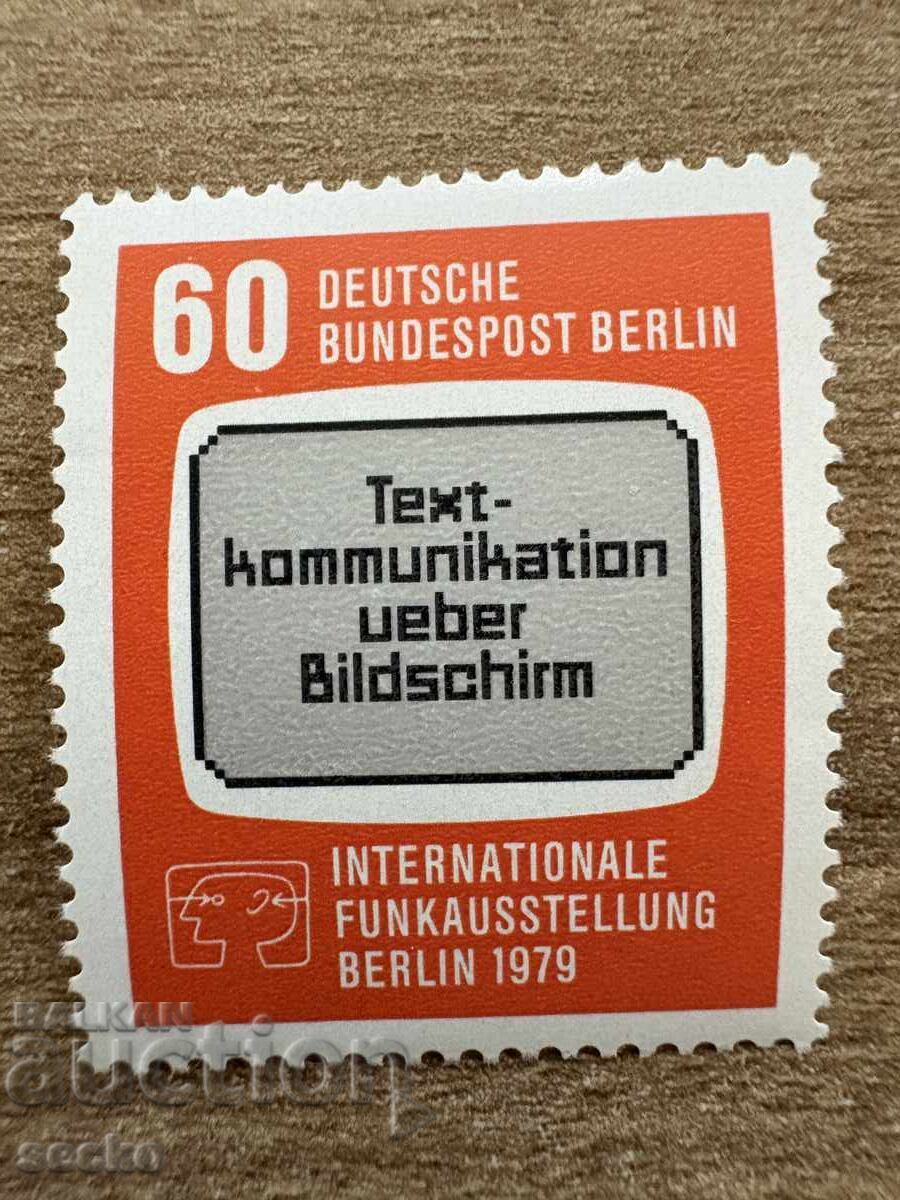 60 DEUTSCHE
BUNDESPOST BERLIN
Text-
kommunikation
ueber
Bildschirm
INTERNATIONALE
FUNKAUSSTELLUNG
BERLIN 1979
BALKAN
auction
secko